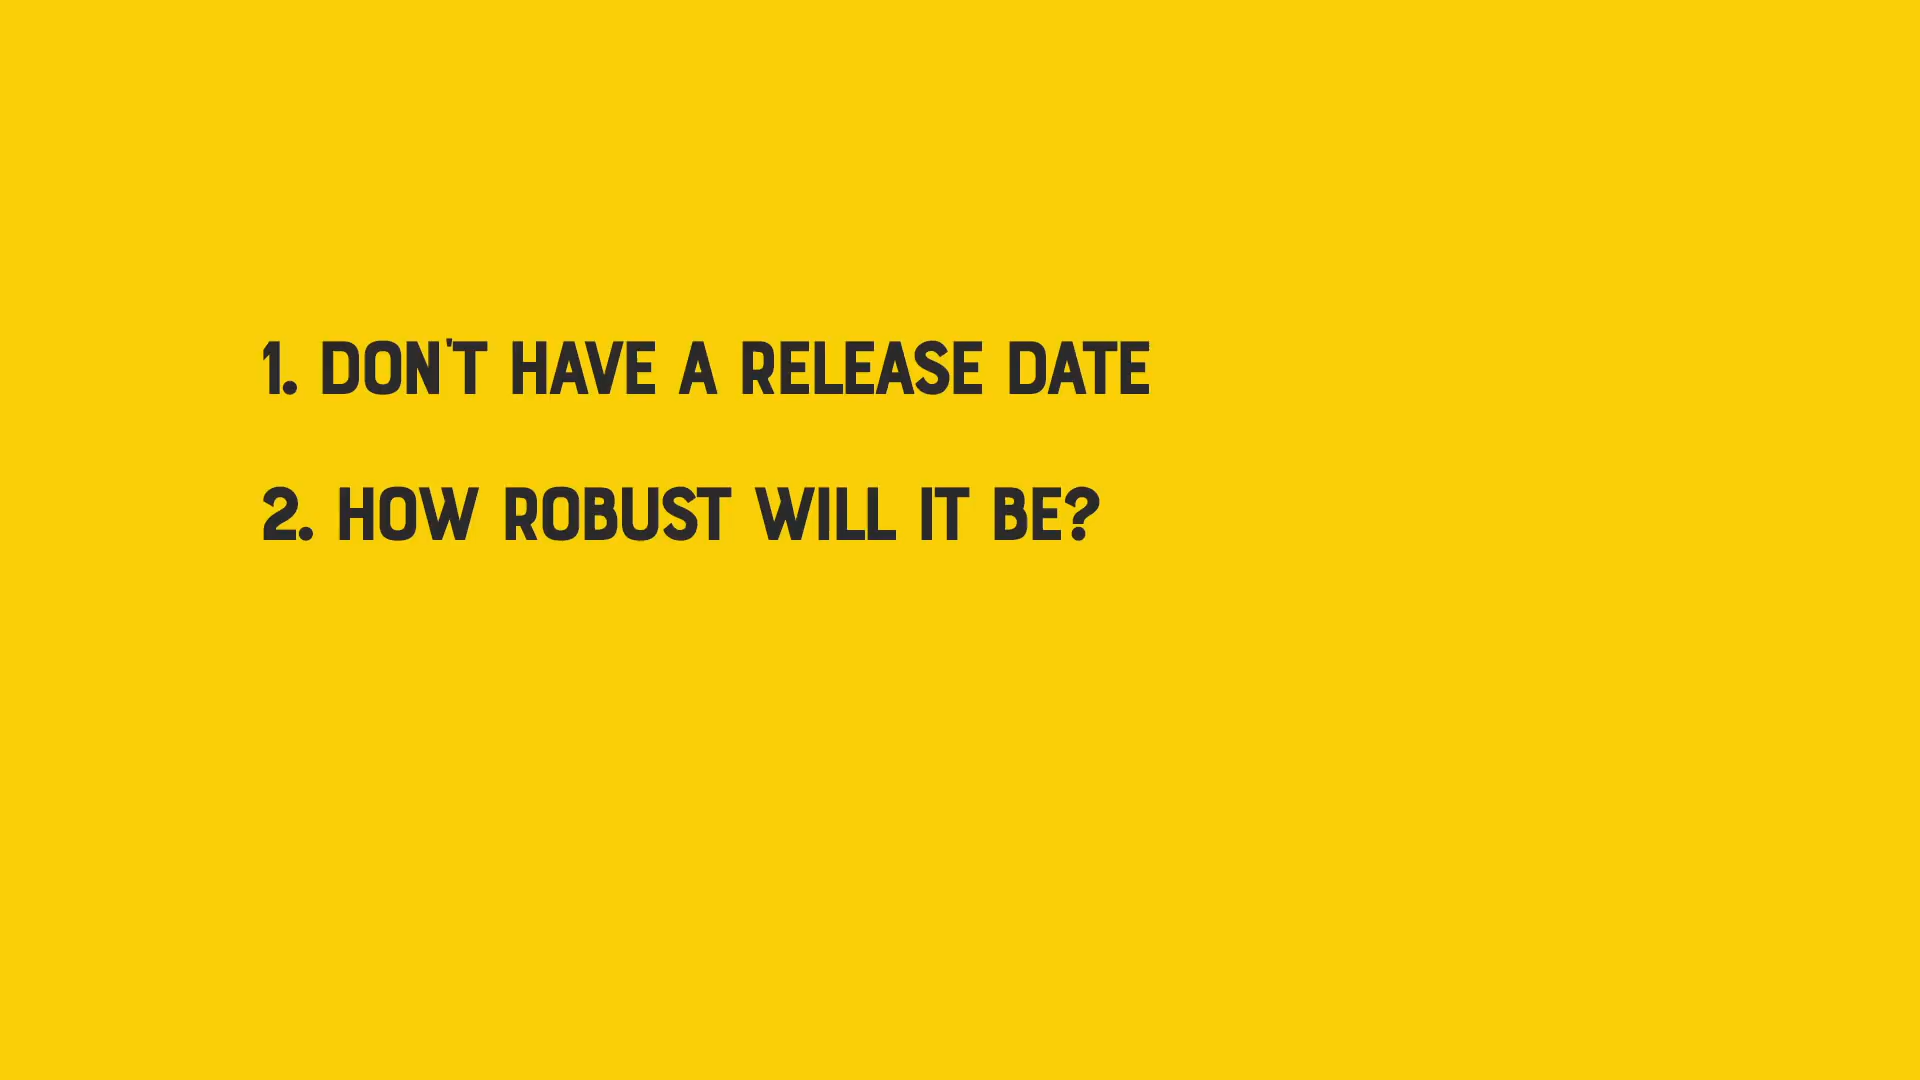 1. DON'T HAVE A RELEASE DATE
2. HOW ROBUST WILL IT BE?